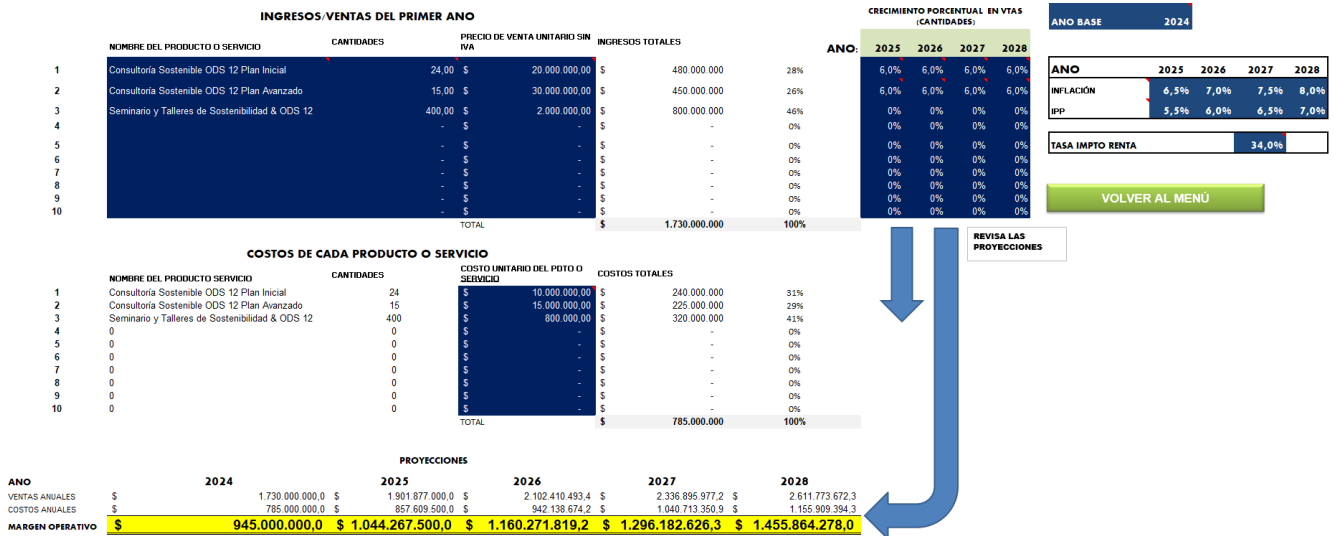 INGRESOS/VENTAS DEL PRIMER ANO
CRECIMIENTO PORCENTUAL EN VTAS (CANTIDADES)
ANO BASE 2024
NOMBRE DEL PRODUCTO O SERVICIO CANTIDADES PRECIO DE VENTA UNITARIO SIN IVA INGRESOS TOTALES ANO: 2025 2026 2027 2028
1 Consultoría Sostenible ODS 12 Plan Inicial 24,00 $ 20.000.000,00 $ 480.000.000 28% 6,0% 6,0% 6,0% 6,0%
2 Consultoría Sostenible ODS 12 Plan Avanzado 15,00 $ 30.000.000,00 $ 450.000.000 26% 6,0% 6,0% 6,0% 6,0%
3 Seminario y Talleres de Sostenibilidad & ODS 12 400,00 $ 2.000.000,00 $ 800.000.000 46% 0% 0% 0% 0%
4 - $ - $ - 0% 0% 0% 0% 0%
5 - $ - $ - 0% 0% 0% 0% 0%
6 - $ - $ - 0% 0% 0% 0% 0%
7 - $ - $ - 0% 0% 0% 0% 0%
8 - $ - $ - 0% 0% 0% 0% 0%
9 - $ - $ - 0% 0% 0% 0% 0%
10 - $ - $ - 0% 0% 0% 0% 0%
TOTAL $ 1.730.000.000 100%
ANO 2025 2026 2027 2028
INFLACIÓN 6,5% 7,0% 7,5% 8,0%
IPP 5,5% 6,0% 6,5% 7,0%
TASA IMPTO RENTA 34,0%
VOLVER AL MENÚ
REVISA LAS
PROYECCIONES
COSTOS DE CADA PRODUCTO O SERVICIO
NOMBRE DEL PRODUCTO SERVICIO CANTIDADES COSTO UNITARIO DEL PDTO O SERVICIO COSTOS TOTALES
1 Consultoría Sostenible ODS 12 Plan Inicial 24 $ 10.000.000,00 $ 240.000.000 31%
2 Consultoría Sostenible ODS 12 Plan Avanzado 15 $ 15.000.000,00 $ 225.000.000 29%
3 Seminario y Talleres de Sostenibilidad & ODS 12 400 $ 800.000,00 $ 320.000.000 41%
4 0 0 $ - $ - 0%
5 0 0 $ - $ - 0%
6 0 0 $ - $ - 0%
7 0 0 $ - $ - 0%
8 0 0 $ - $ - 0%
9 0 0 $ - $ - 0%
10 0 0 $ - $ - 0%
TOTAL $ 785.000.000 100%
PROYECCIONES
ANO 2024 2025 2026 2027 2028
VENTAS ANUALES $ 1.730.000.000,0 $ 1.901.877.000,0 $ 2.102.410.493,4 $ 2.336.895.977,2 $ 2.611.773.672,3
COSTOS ANUALES $ 785.000.000,0 $ 857.609.500,0 $ 942.138.674,2 $ 1.040.713.350,9 $ 1.155.909.394,3
MARGEN OPERATIVO $ 945.000.000,0 $ 1.044.267.500,0 $ 1.160.271.819,2 $ 1.296.182.626,3 $ 1.455.864.278,0